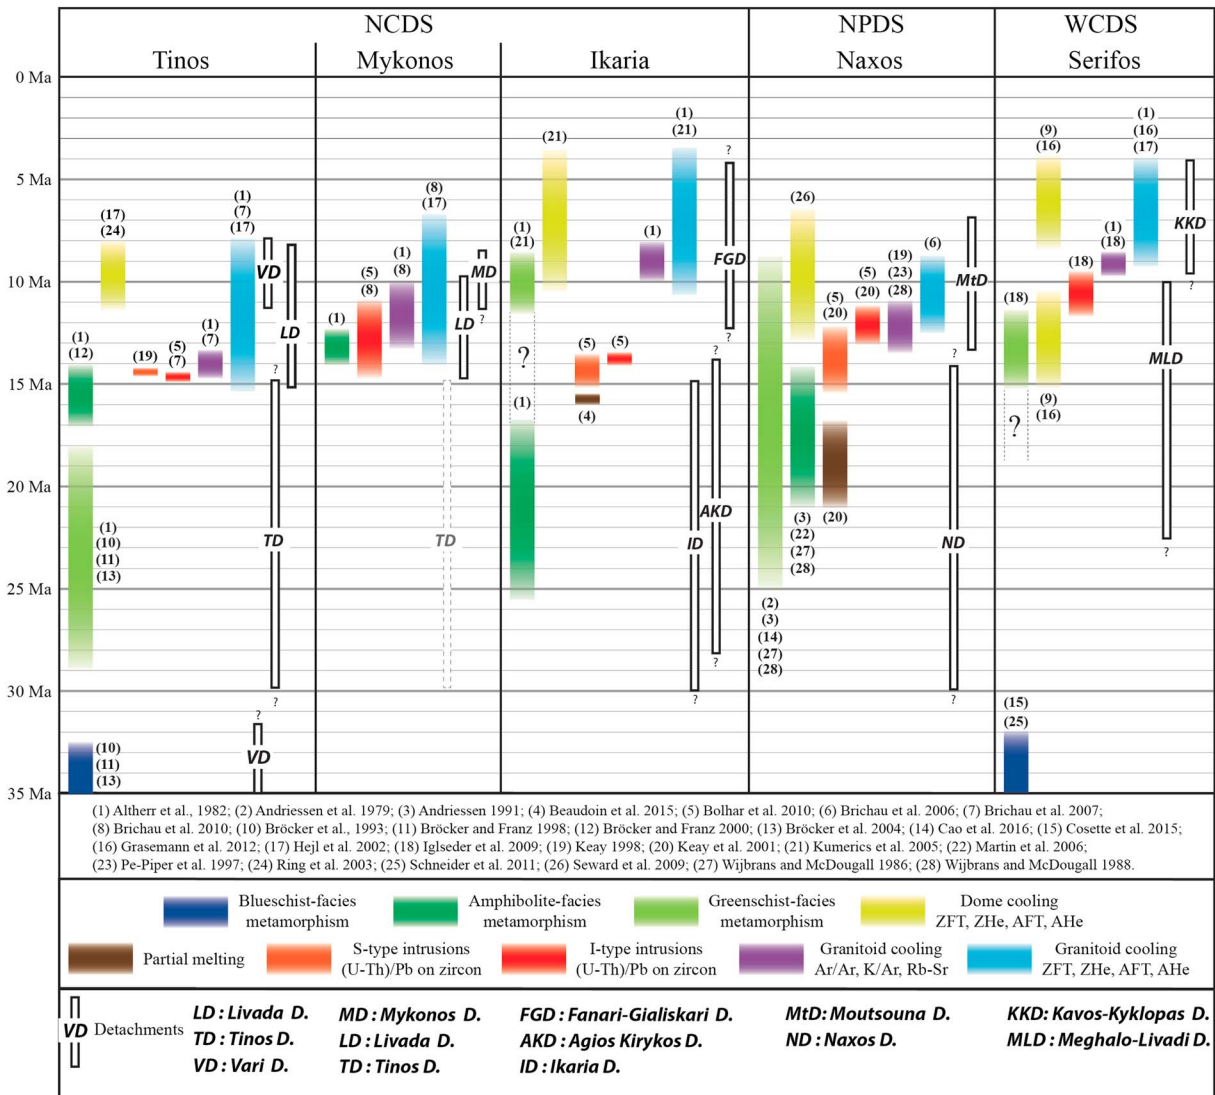 NCDS
NPDS
WCDS
Tinos
Mykonos
Ikaria
Naxos
Serifos
0 Ma
5 Ma
10 Ma
15 Ma
20 Ma
25 Ma
30 Ma
35 Ma
(1)
(12)
(1)
(10)
(11)
(13)
(10)
(11)
(13)
(17)
(24)
(19)
(5)
(7)
(1)
(7)
(1)
(7)
(17)
VD
LD
?
TD
?
?
VD
(1)
(5)
(8)
(1)
(8)
(8)
(17)
LD
MD
?
TD
(1)
(21)
?
(1)
(21)
(5)
(4)
(5)
(1)
(1)
(21)
?
FGD
?
?
AKD
?
ID
?
(2)
(3)
(14)
(27)
(28)
(26)
(3)
(22)
(27)
(28)
(5)
(20)
(20)
(5)
(20)
(19)
(23)
(28)
(6)
MtD
?
ND
?
(18)
?
(15)
(25)
(9)
(16)
(9)
(16)
(18)
(1)
(18)
(1)
(16)
(17)
KKD
?
MLD
?
(1) Altherr et al., 1982; (2) Andriessen et al. 1979; (3) Andriessen 1991; (4) Beaudoin et al. 2015; (5) Bolhar et al. 2010; (6) Brichau et al. 2006; (7) Brichau et al. 2007;
(8) Brichau et al. 2010; (10) Bröcker et al., 1993; (11) Bröcker and Franz 1998; (12) Bröcker and Franz 2000; (13) Bröcker et al. 2004; (14) Cao et al. 2016; (15) Cosette et al. 2015;
(16) Grasemann et al. 2012; (17) Hejl et al. 2002; (18) Iglseder et al. 2009; (19) Keay 1998; (20) Keay et al. 2001; (21) Kumerics et al. 2005; (22) Martin et al. 2006;
(23) Pe-Piper et al. 1997; (24) Ring et al. 2003; (25) Schneider et al. 2011; (26) Seward et al. 2009; (27) Wijbrans and McDougall 1986; (28) Wijbrans and McDougall 1988.
Blueschist-facies
metamorphism
Amphibolite-facies
metamorphism
Greenschist-facies
metamorphism
Dome cooling
ZFT, ZHe, AFT, AHe
Partial melting
S-type intrusions
(U-Th)/Pb on zircon
I-type intrusions
(U-Th)/Pb on zircon
Granitoid cooling
Ar/Ar, K/Ar, Rb-Sr
Granitoid cooling
ZFT, ZHe, AFT, AHe
VD Detachments
LD : Livada D.
TD : Tinos D.
VD : Vari D.
MD : Mykonos D.
LD : Livada D.
TD : Tinos D.
FGD : Fanari-Gialiskari D.
AKD : Agios Kirykos D.
ID : Ikaria D.
MtD : Moutsouna D.
ND : Naxos D.
KKD : Kavos-Kyklopas D.
MLD : Meghalo-Livadi D.